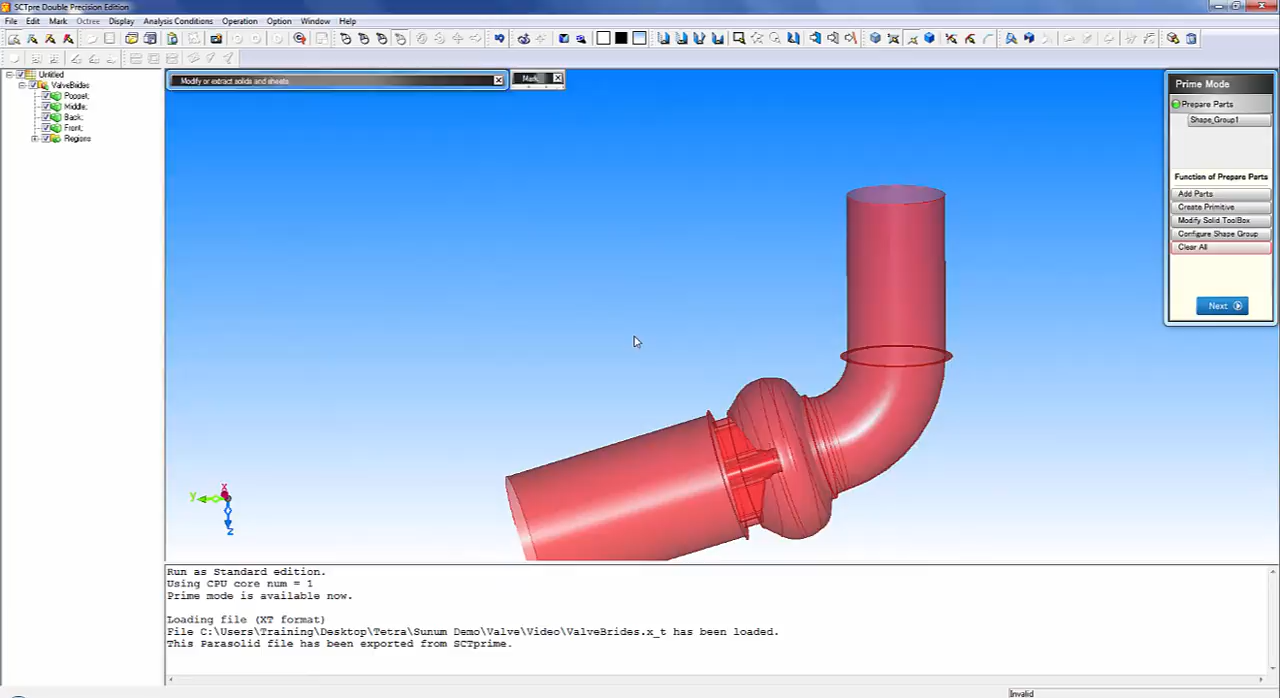 SCTpre Double Precision Edition
File Edit Mark Octree Display Analysis Conditions Operation Option Window Help
Untitled
ValveBrides
Poppet;
Middle;
Back;
Front;
Regions
Modify or extract solids and sheets
Mark
Prime Mode
Prepare Parts
Shape_Group1
Function of Prepare Parts
Add Parts
Create Primitive
Modify Solid ToolBox
Configure Shape Group
Clear All
Next
X
Y
Z
Run as Standard edition.
Using CPU core num = 1
Prime mode is available now.
Loading file (XT format)
File C:\Users\Training\Desktop\Tetra\Sunum Demo\Valve\Video\ValveBrides.x_t has been loaded.
This Parasolid file has been exported from SCTprime.
Invalid